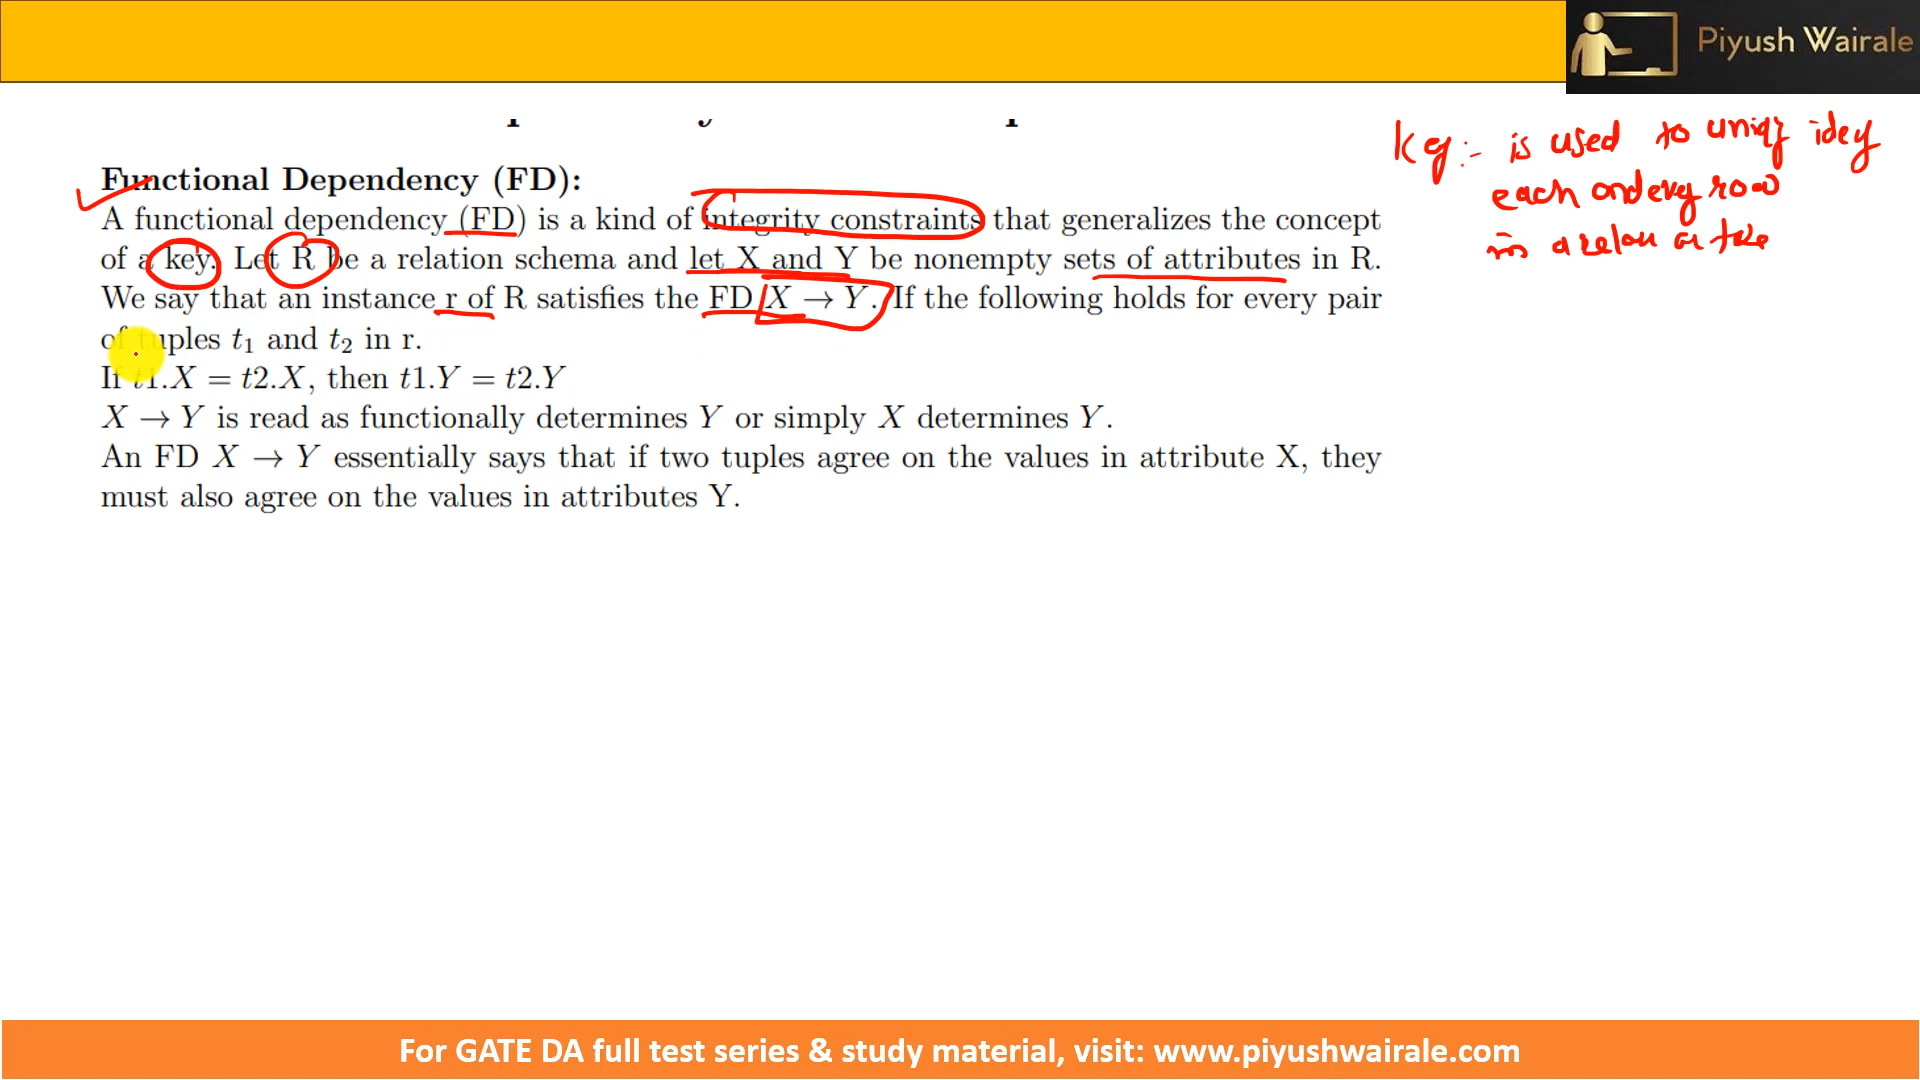 Piyush Wairale
Key:- is used to uniqy idey
each and evey row
in a relau or tale
Functional Dependency (FD):
A functional dependency (FD) is a kind of integrity constraints that generalizes the concept
of a key. Let R be a relation schema and let X and Y be nonempty sets of attributes in R.
We say that an instance r of R satisfies the FD X → Y. If the following holds for every pair
of tuples t₁ and t₂ in r.
If t1.X = t2.X, then t1.Y = t2.Y
X → Y is read as functionally determines Y or simply X determines Y.
An FD X → Y essentially says that if two tuples agree on the values in attribute X, they
must also agree on the values in attributes Y.
For GATE DA full test series & study material, visit: www.piyushwairale.com